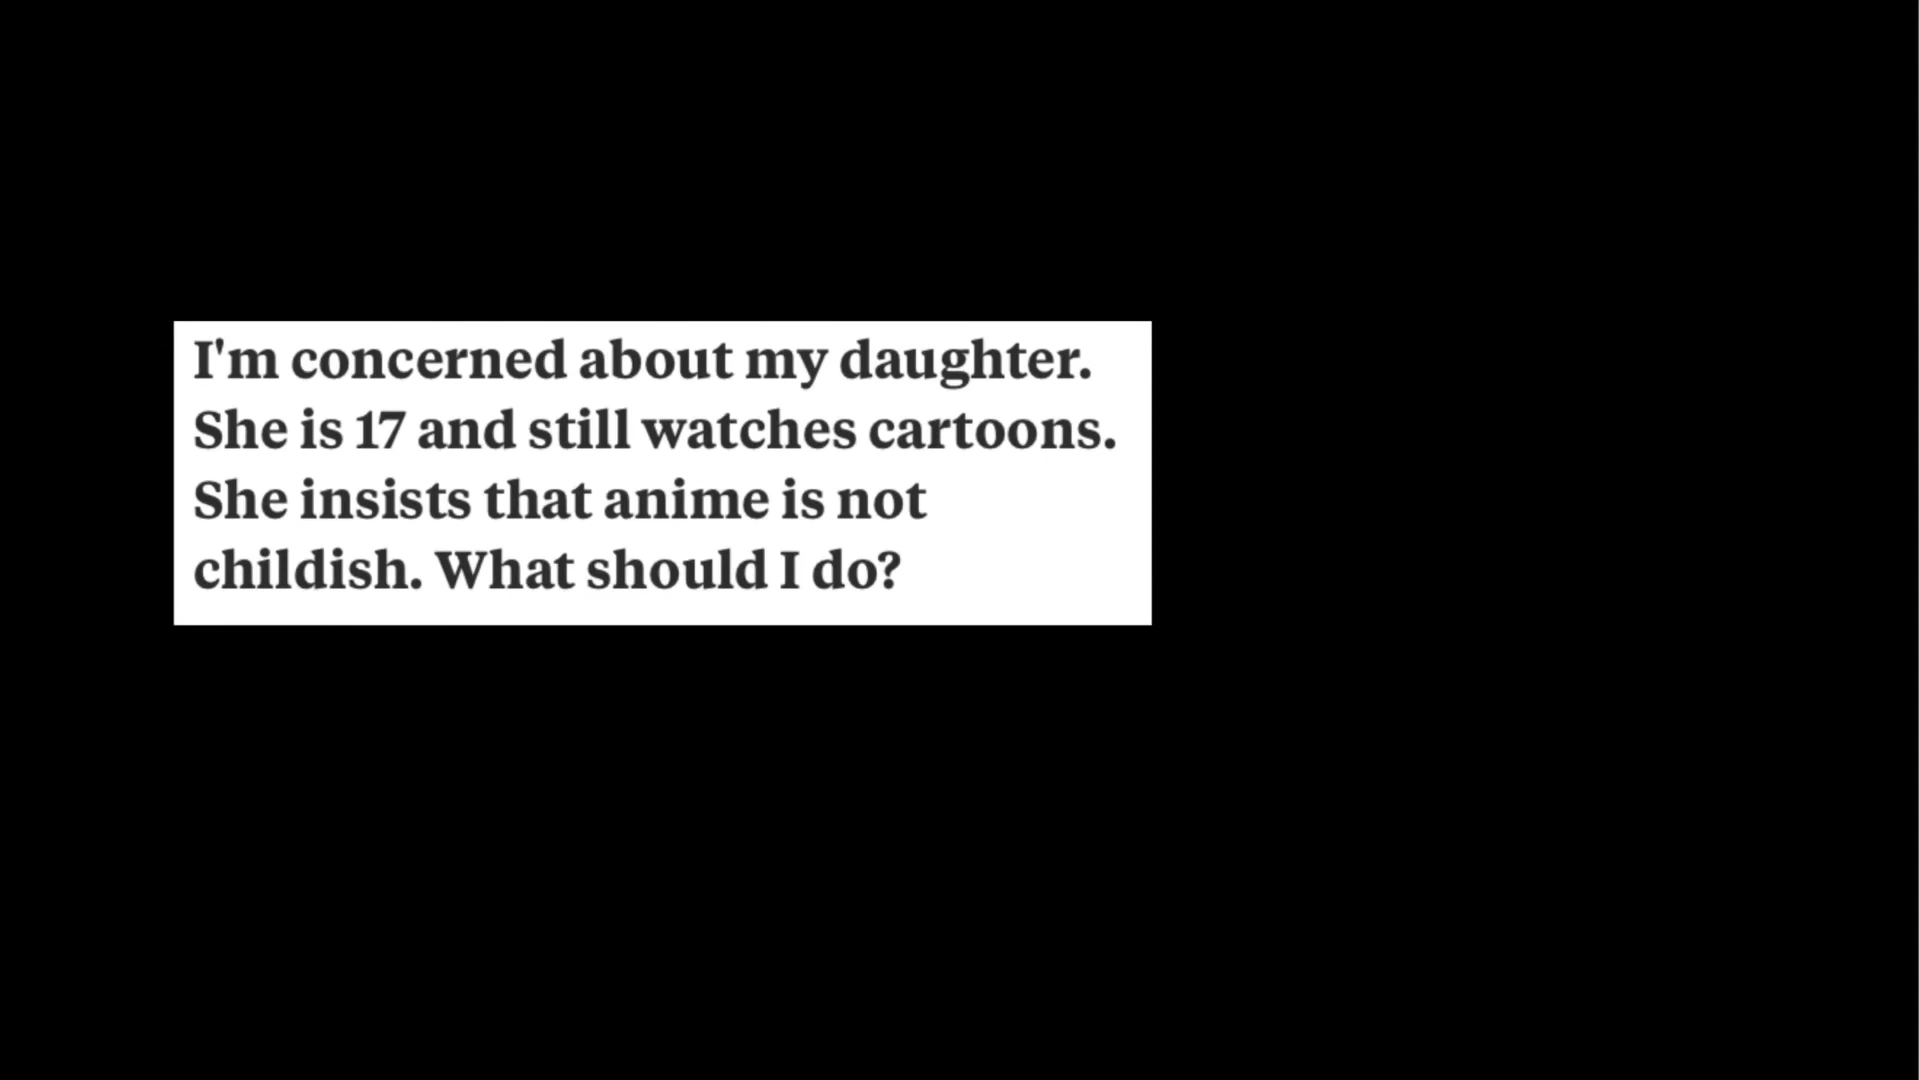 I'm concerned about my daughter.
She is 17 and still watches cartoons.
She insists that anime is not
childish. What should I do?